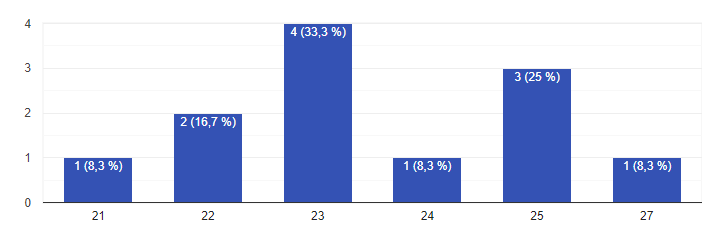 4
3
2
1
0
1 (8,3 %)
2 (16,7 %)
4 (33,3 %)
1 (8,3 %)
3 (25 %)
1 (8,3 %)
21 22 23 24 25 27